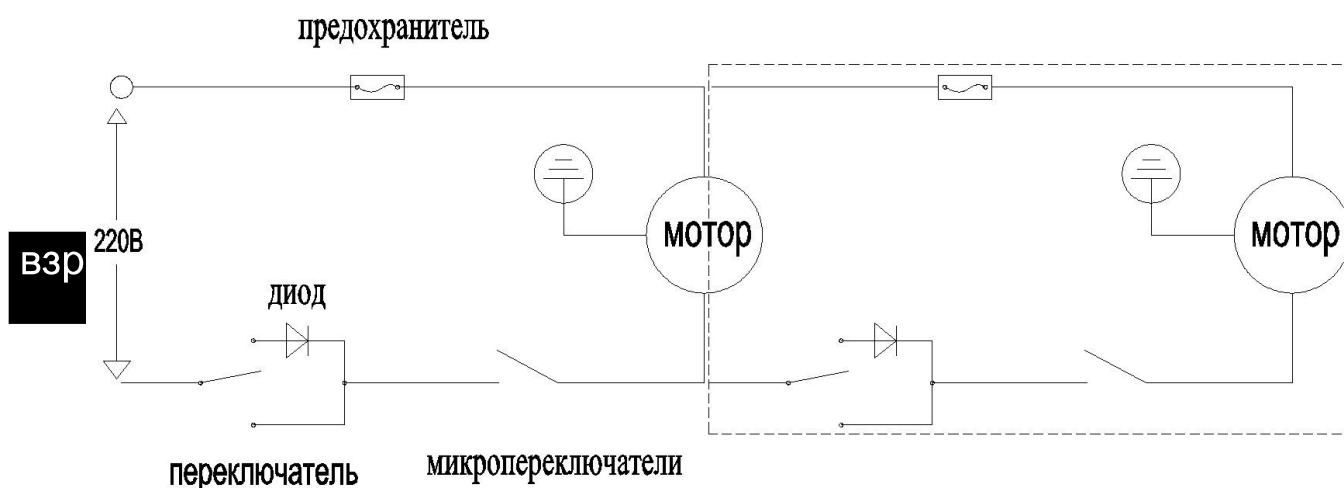 предохранитель
мотор
мотор
220В
взр
диод
переключатель
микропереключатели